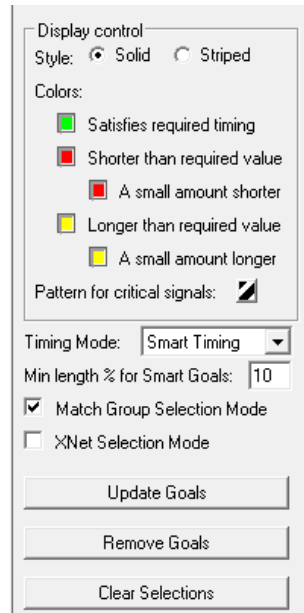 Display control
Style: Solid Striped
Colors:
Satisfies required timing
Shorter than required value
A small amount shorter
Longer than required value
A small amount longer
Pattern for critical signals:
Timing Mode: Smart Timing
Min length % for Smart Goals: 10
Match Group Selection Mode
XNet Selection Mode
Update Goals
Remove Goals
Clear Selections